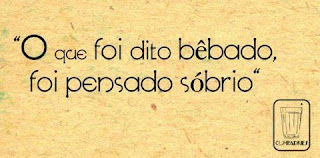 “O que foi dito bêbado,
foi pensado sóbrio“